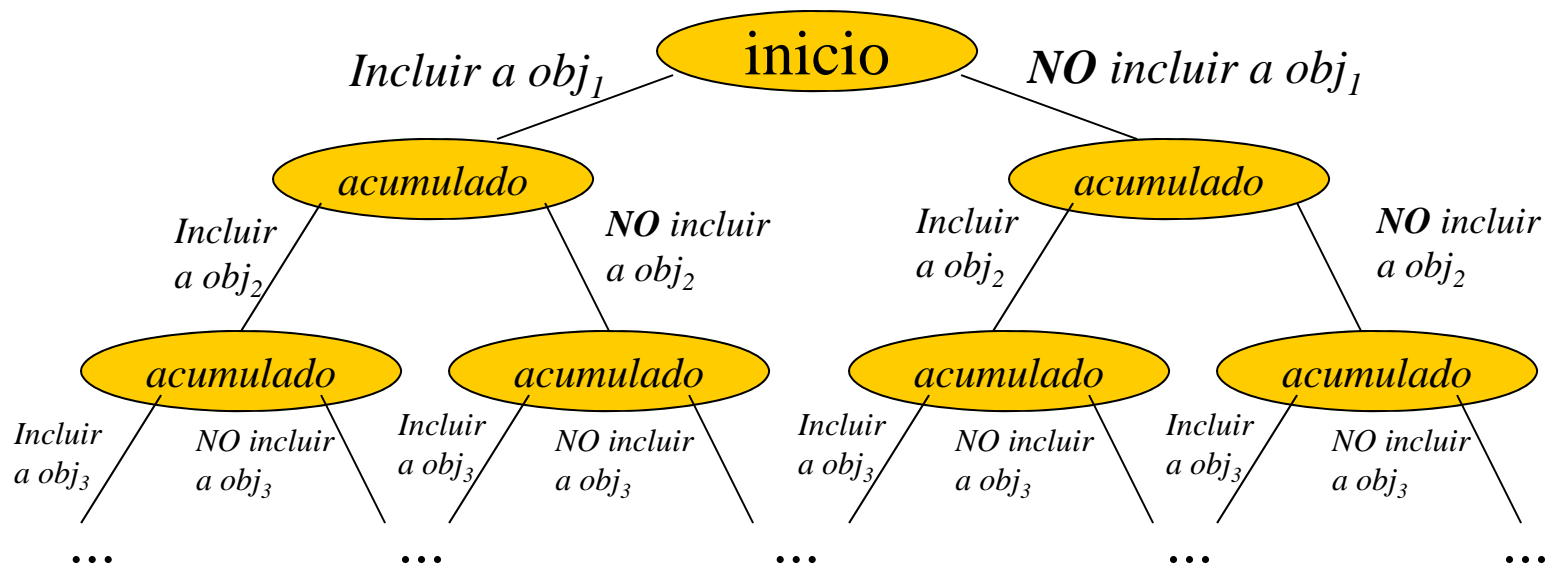 inicio
Incluir a obj₁
NO incluir a obj₁
acumulado
acumulado
Incluir
a obj₂
NO incluir
a obj₂
Incluir
a obj₂
NO incluir
a obj₂
acumulado
acumulado
acumulado
acumulado
Incluir
a obj₃
NO incluir
a obj₃
Incluir
a obj₃
NO incluir
a obj₃
Incluir
a obj₃
NO incluir
a obj₃
Incluir
a obj₃
NO incluir
a obj₃
... ... ... ... ...